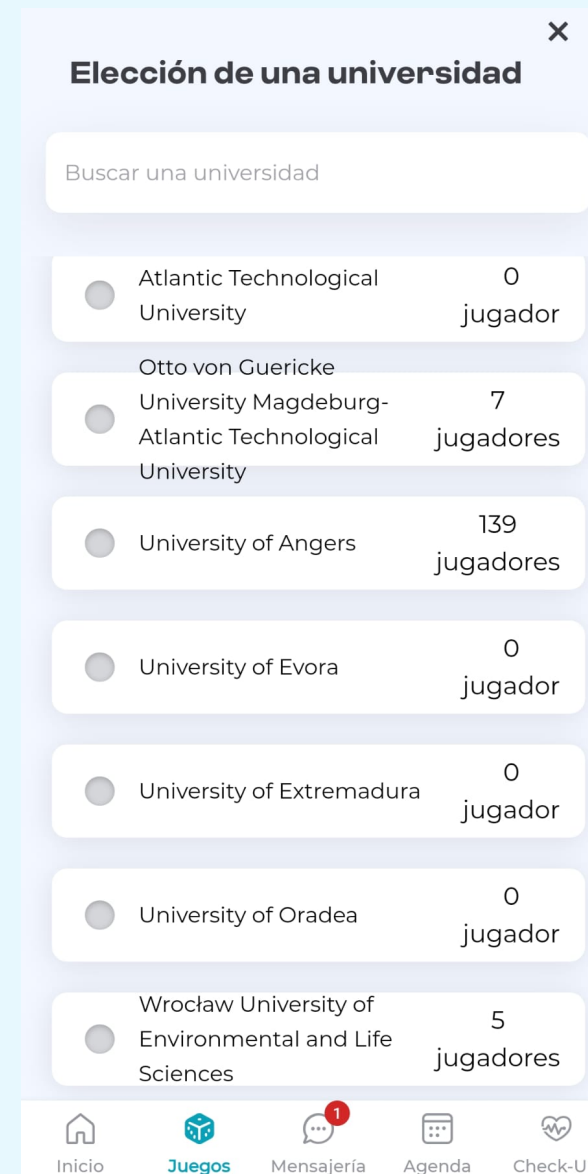 ×
Elección de una universidad
Buscar una universidad
Atlantic Technological
University
0
jugador
Otto von Guericke
University Magdeburg-
Atlantic Technological
University
7
jugadores
University of Angers
139
jugadores
University of Evora
0
jugador
University of Extremadura
0
jugador
University of Oradea
0
jugador
Wrocław University of
Environmental and Life
Sciences
5
jugadores
1
Inicio
Juegos
Mensajería
Agenda
Check-U